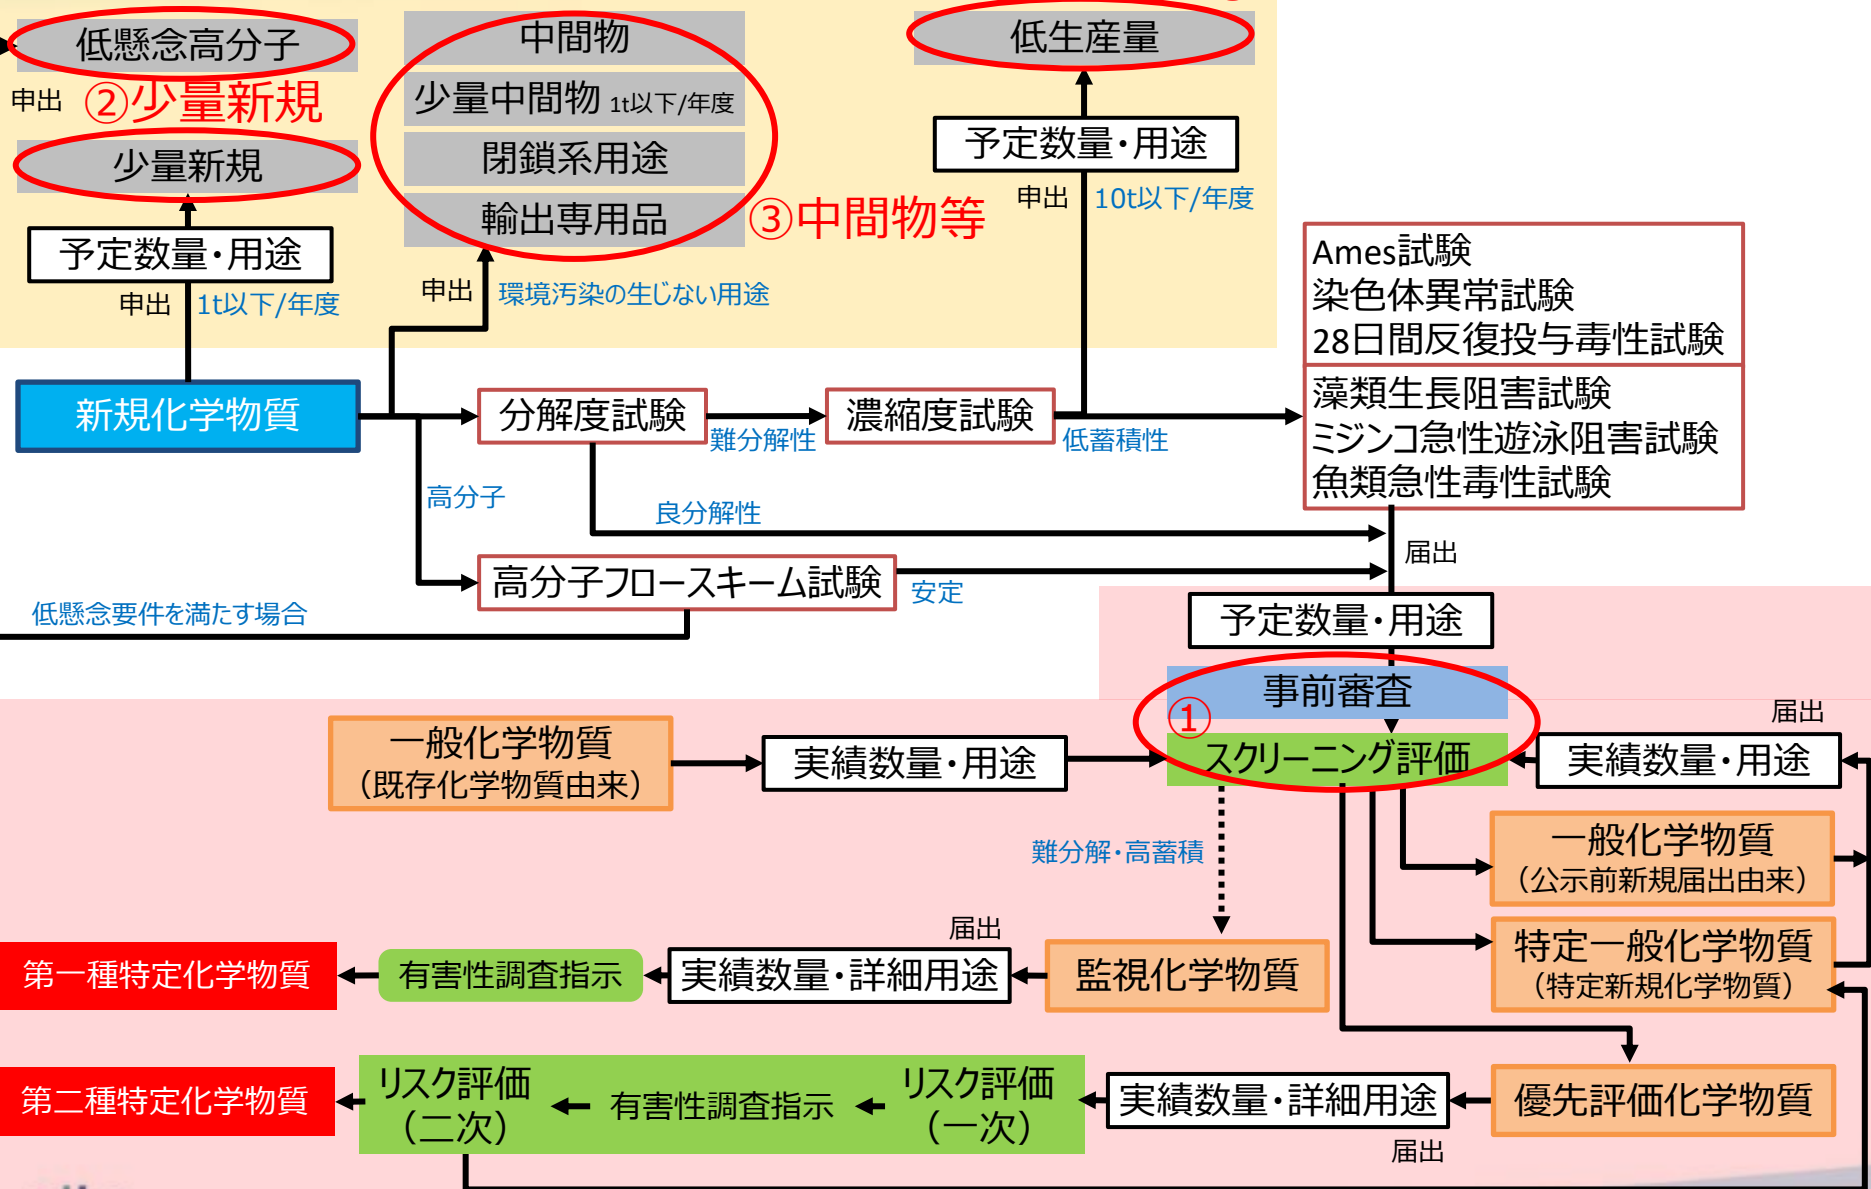 低懸念高分子
申出
②少量新規
少量新規
予定数量・用途
申出
1t以下/年度
中間物
少量中間物 1t以下/年度
閉鎖系用途
輸出専用品
③中間物等
申出
環境汚染の生じない用途
低生産量
予定数量・用途
申出
10t以下/年度
Ames試験
染色体異常試験
28日間反復投与毒性試験
藻類生長阻害試験
ミジンコ急性遊泳阻害試験
魚類急性毒性試験
新規化学物質
分解度試験
難分解性
濃縮度試験
低蓄積性
高分子
良分解性
届出
高分子フロースキーム試験
安定
低懸念要件を満たす場合
予定数量・用途
事前審査
①
スクリーニング評価
一般化学物質
(既存化学物質由来)
実績数量・用途
届出
実績数量・用途
難分解・高蓄積
一般化学物質
(公示前新規届出由来)
特定一般化学物質
(特定新規化学物質)
第一種特定化学物質
有害性調査指示
届出
実績数量・詳細用途
監視化学物質
第二種特定化学物質
リスク評価
(二次)
有害性調査指示
リスク評価
(一次)
実績数量・詳細用途
届出
優先評価化学物質